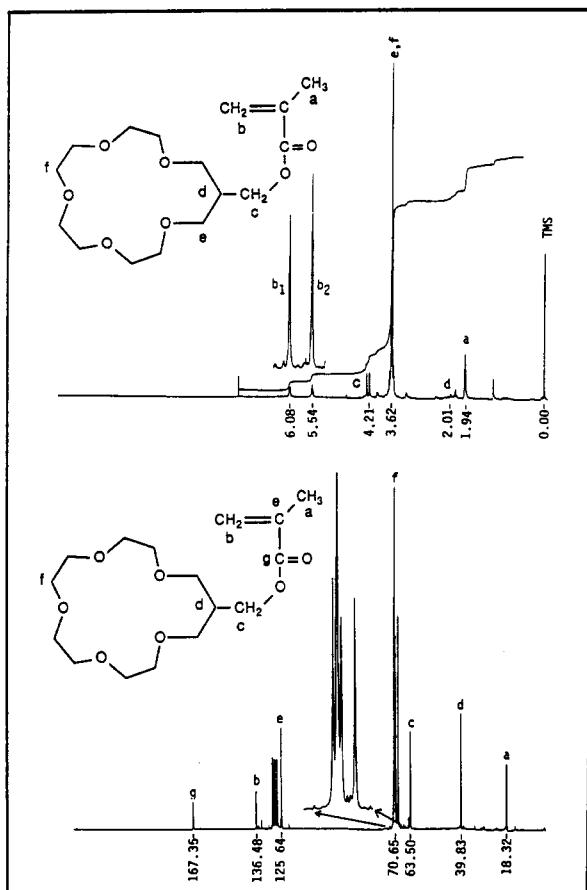 e,f
CH₃
CH₂
a
b
C=O
O
CH₂
c
d
e
f
O
O
O
O
O
b₁
b₂
TMS
a
c
d
6.08
5.54
4.21
3.62
2.01
1.94
0.00
f
e
CH₃
CH₂
C
a
b
g C=O
O
CH₂
c
d
f
O
O
O
O
O
e
c
d
b
a
g
167.35
136.48
125.64
70.65
63.50
39.83
18.32